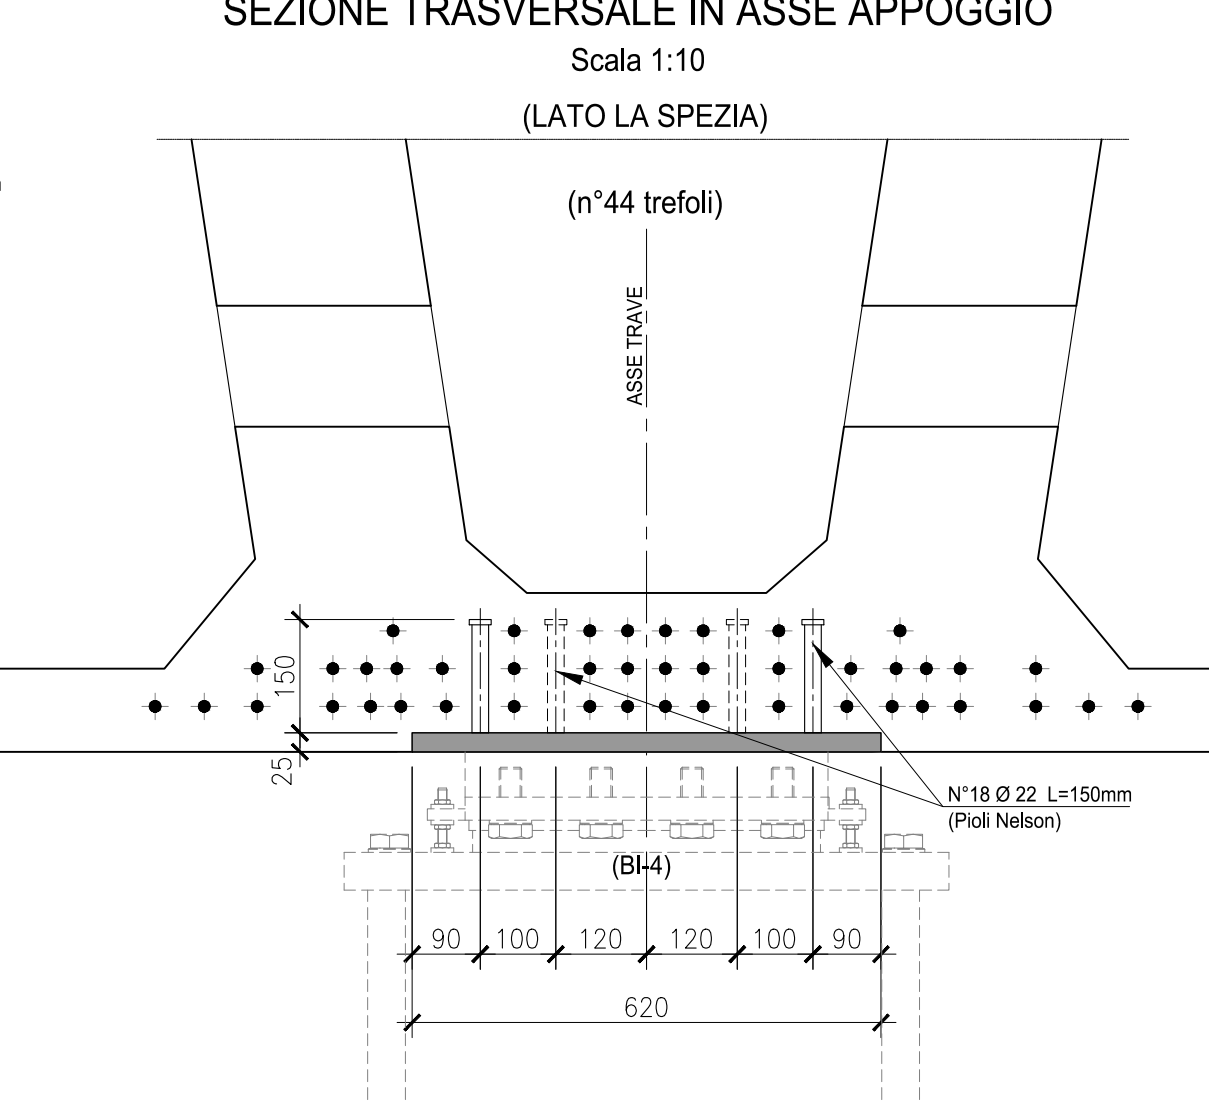 SEZIONE TRASVERSALE IN ASSE APPOGGIO
Scala 1:10
(LATO LA SPEZIA)
(n°44 trefoli)
ASSE TRAVE
150
25
N°18 Ø 22 L=150mm
(Pioli Nelson)
(BI-4)
90 100 120 120 100 90
620